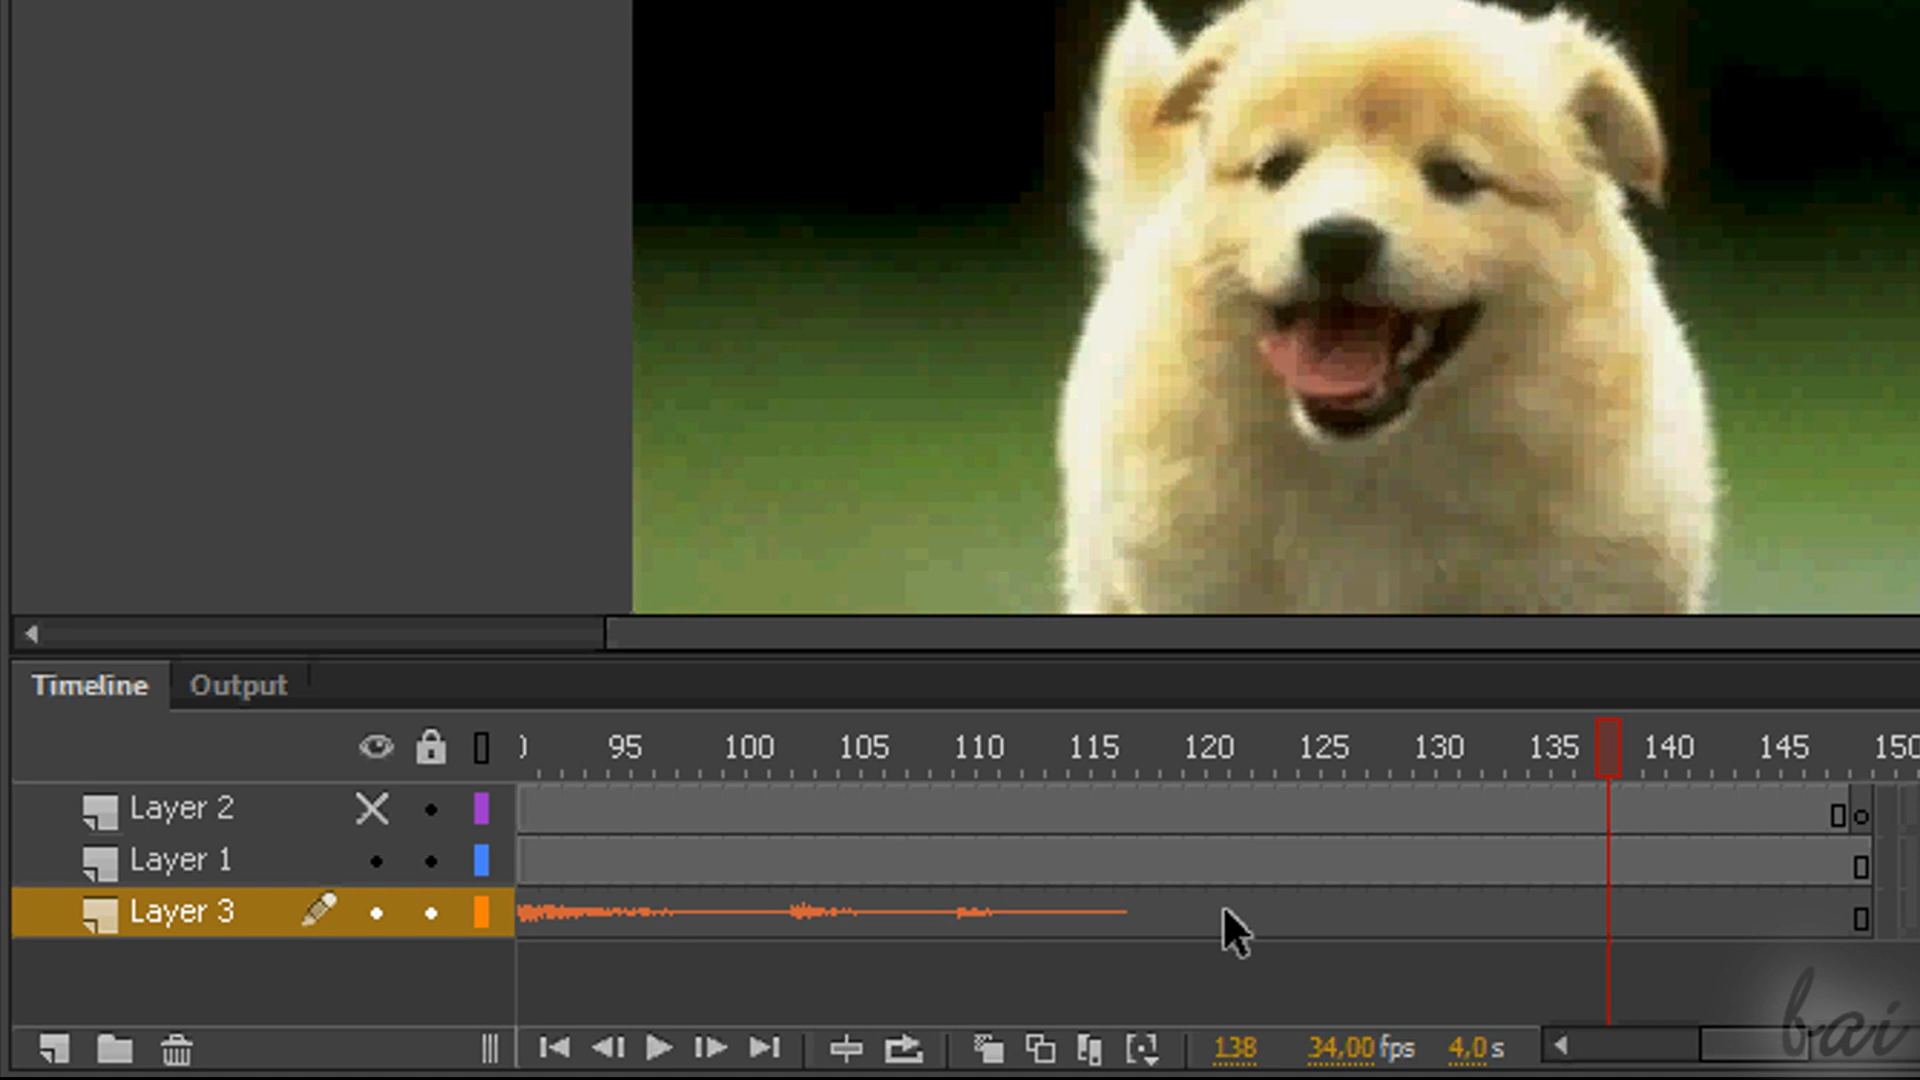 Timeline Output
95 100 105 110 115 120 125 130 135 140 145 150
Layer 2
Layer 1
Layer 3
138 34,00 fps 4,0 s
bai